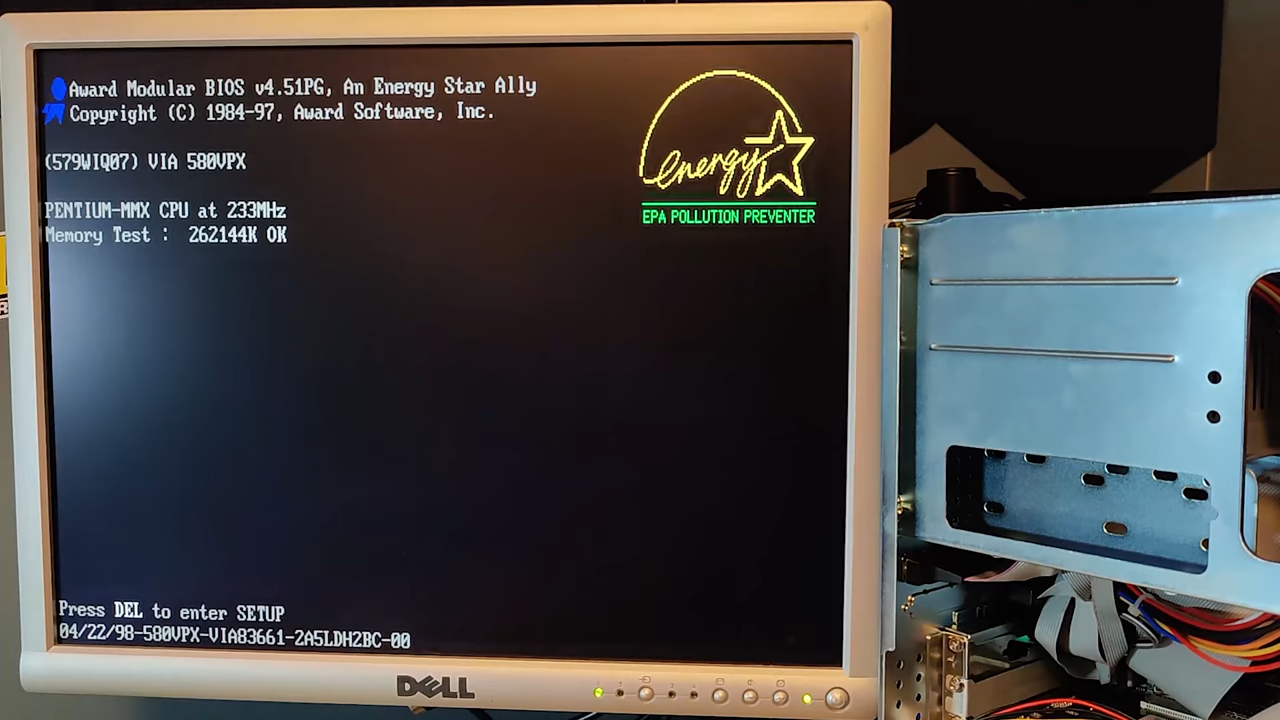 Award Modular BIOS v4.51PG, An Energy Star Ally
Copyright (C) 1984-97, Award Software, Inc.
energy
EPA POLLUTION PREVENTER
(579WIQ07) VIA 580VPX
PENTIUM-MMX CPU at 233MHz
Memory Test :  262144K OK
Press DEL to enter SETUP
04/22/98-580VPX-VIA83661-2A5LDH2BC-00
DELL